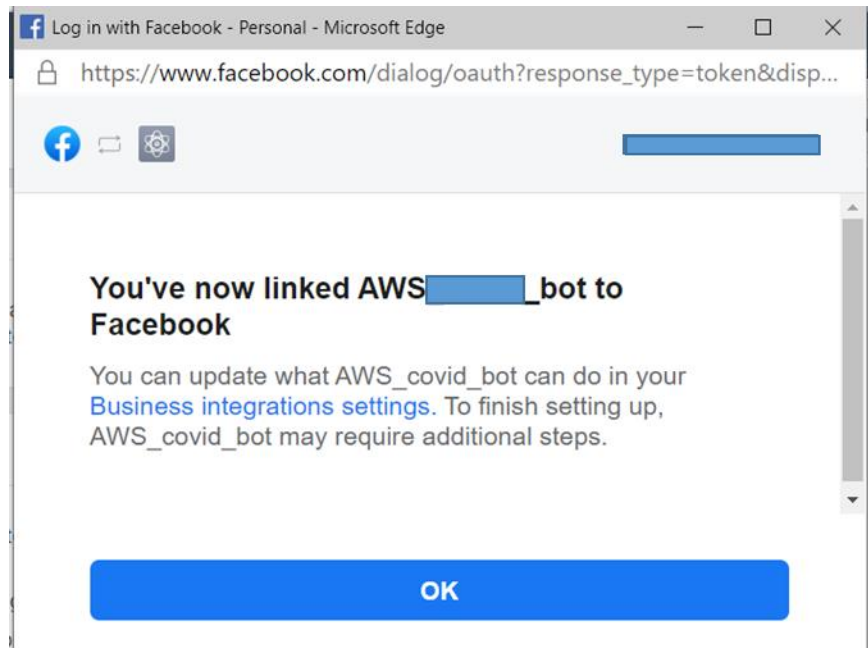 Log in with Facebook - Personal - Microsoft Edge
https://www.facebook.com/dialog/oauth?response_type=token&disp...
You've now linked AWS _bot to
Facebook
You can update what AWS_covid_bot can do in your
Business integrations settings. To finish setting up,
AWS_covid_bot may require additional steps.
OK